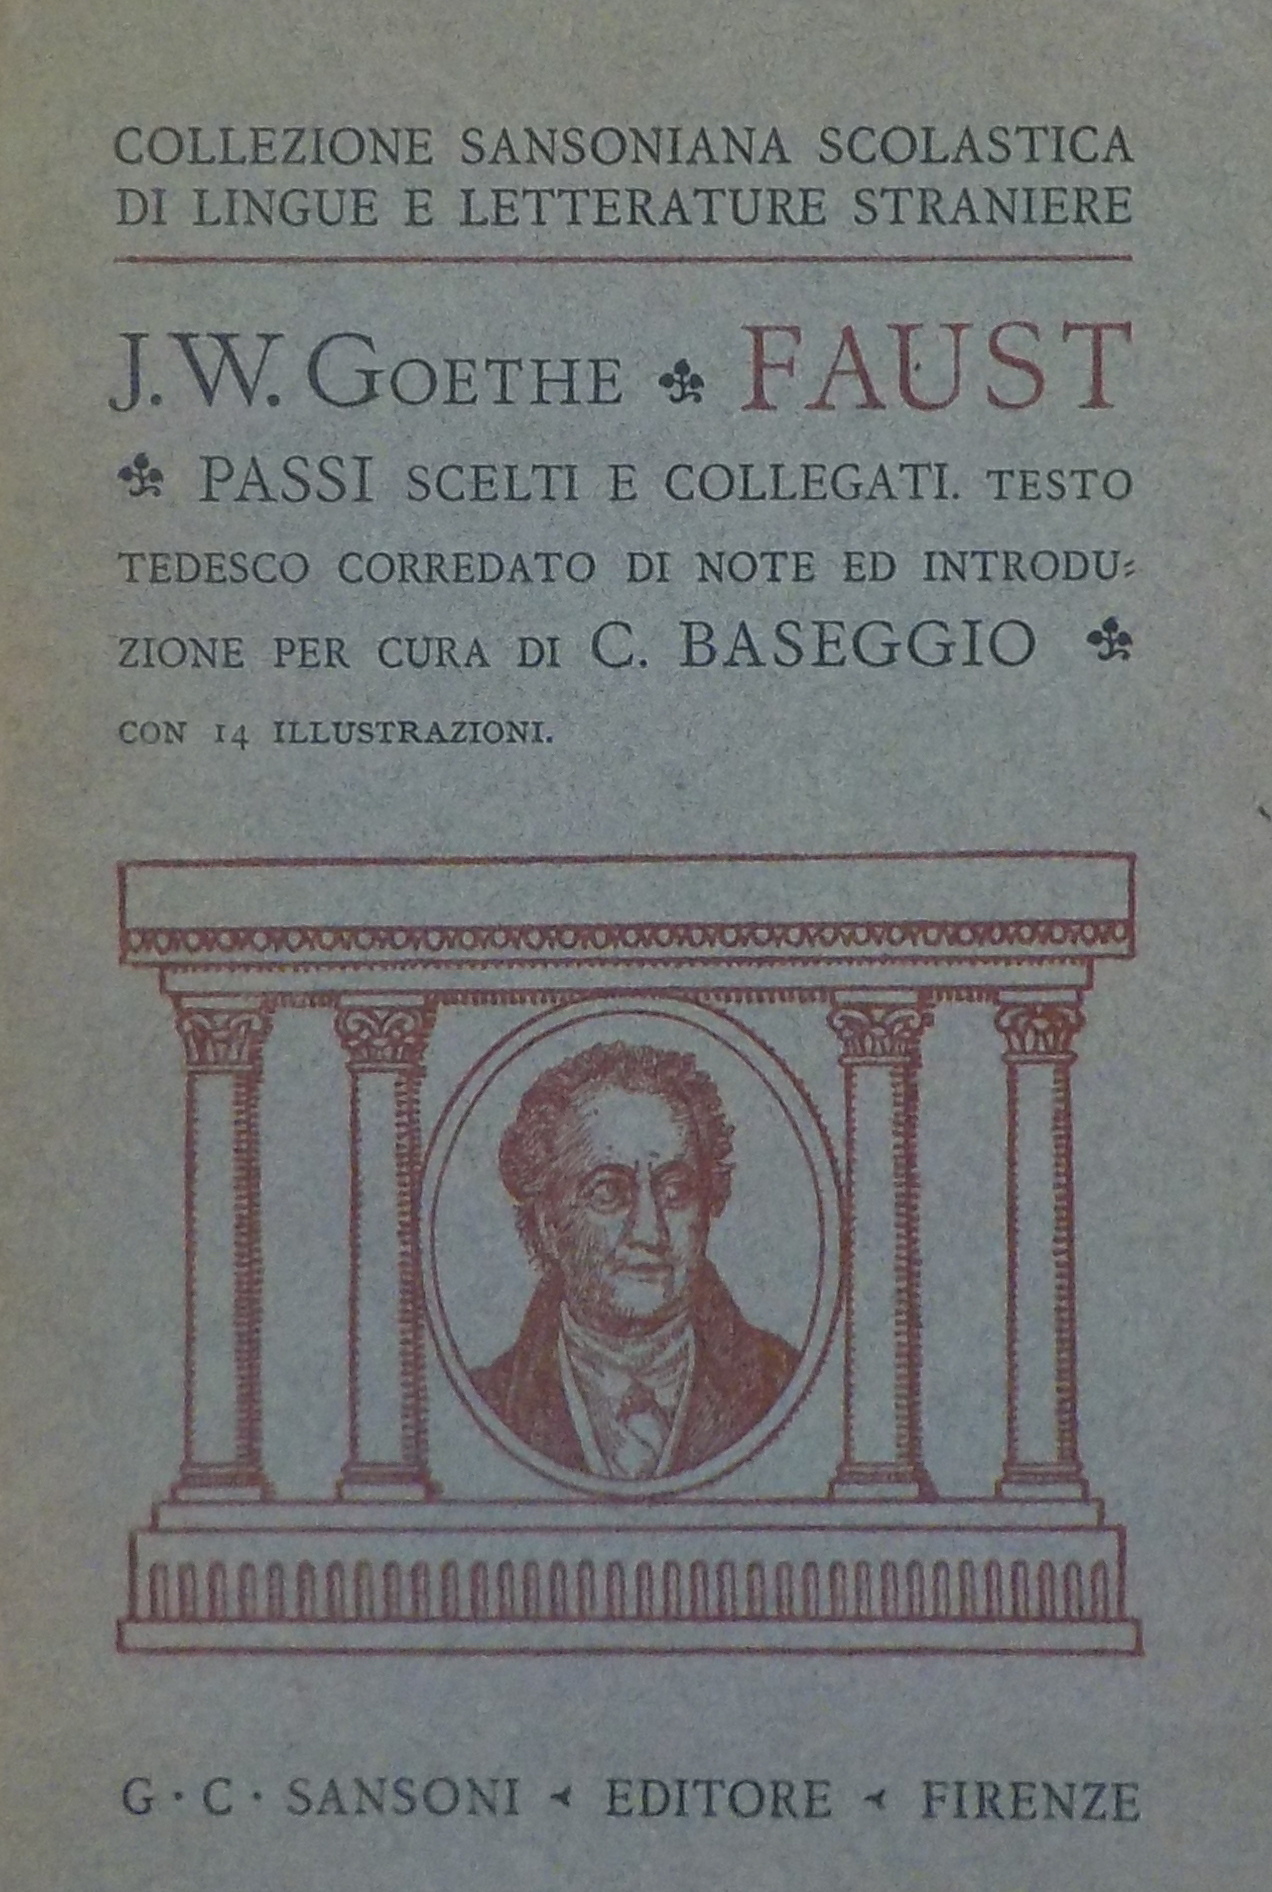 COLLEZIONE SANSONIANA SCOLASTICA
DI LINGUE E LETTERATURE STRANIERE
J. W. GOETHE FAUST
PASSI SCELTI E COLLEGATI. TESTO
TEDESCO CORREDATO DI NOTE ED INTRODU-
ZIONE PER CURA DI C. BASEGGIO
CON 14 ILLUSTRAZIONI.
G · C · SANSONI EDITORE FIRENZE